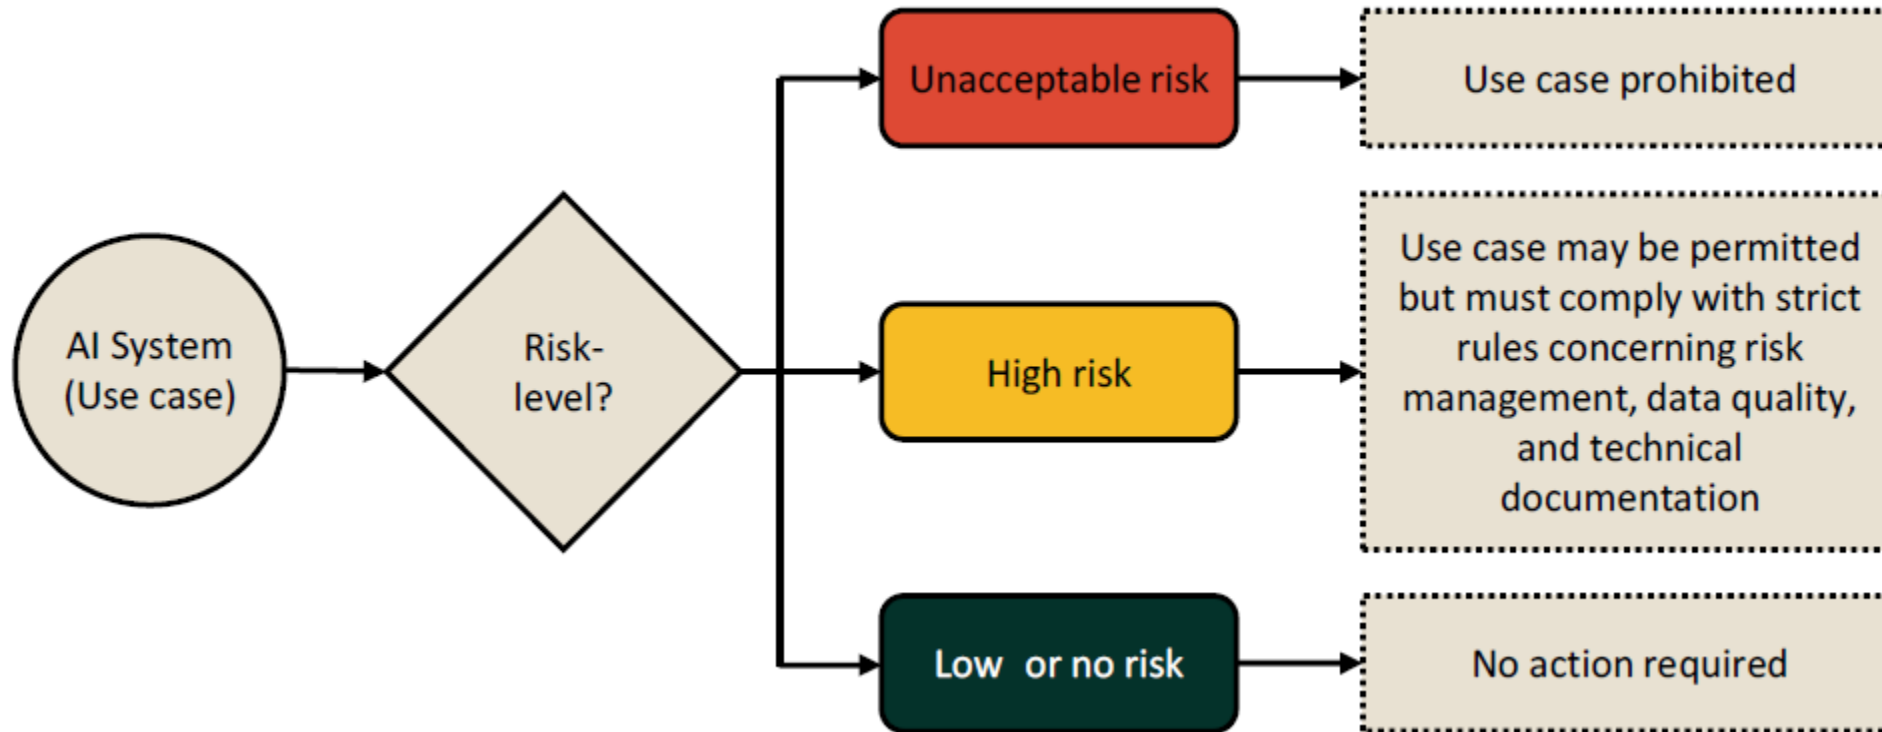 AI System
(Use case)
Risk-
level?
Unacceptable risk
Use case prohibited
High risk
Use case may be permitted
but must comply with strict
rules concerning risk
management, data quality,
and technical
documentation
Low  or no risk
No action required